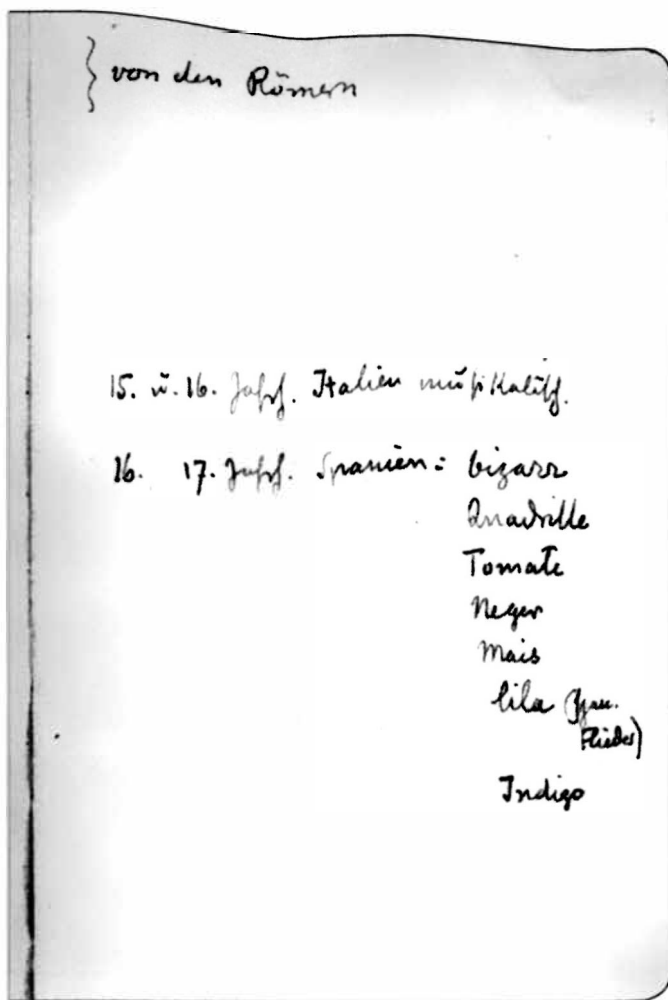 } von den Römern
15. u. 16. Jahrh. Italien musikalisch.
16. 17. Jahrh. Spanien: bizarr
Quadrille
Tomate
Neger
Mais
lila (span.
Flieder)
Indigo